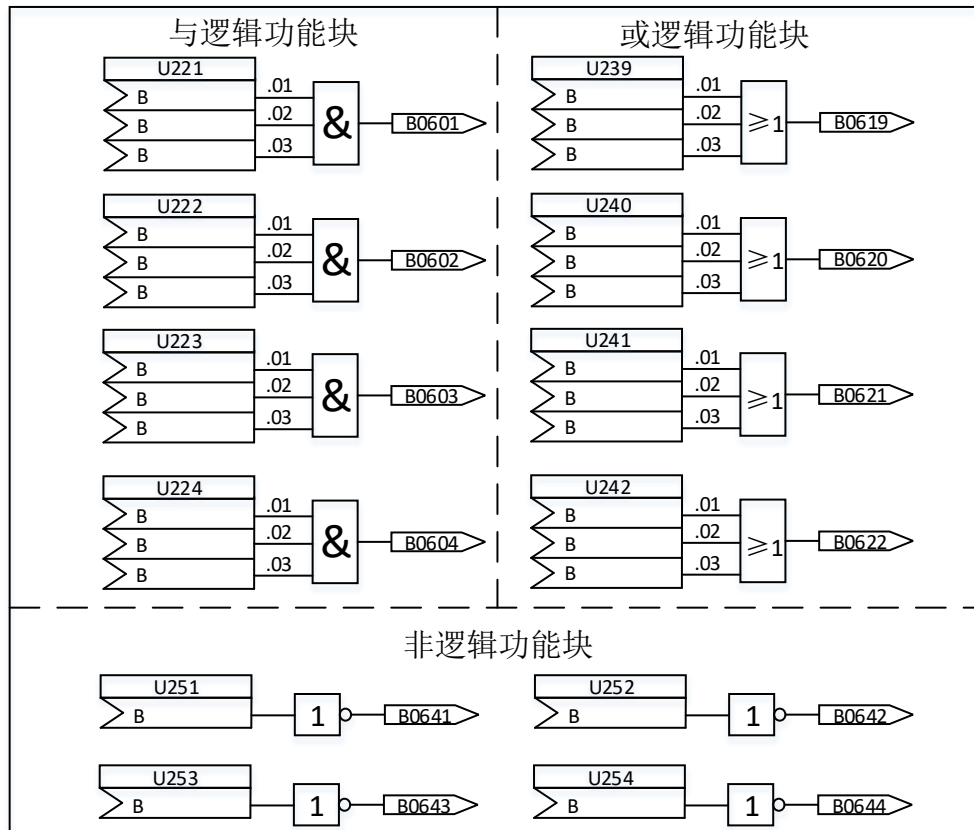 与逻辑功能块
U221
B .01
B .02
B .03
&
B0601
U222
B .01
B .02
B .03
&
B0602
U223
B .01
B .02
B .03
&
B0603
U224
B .01
B .02
B .03
&
B0604
或逻辑功能块
U239
B .01
B .02
B .03
≥1
B0619
U240
B .01
B .02
B .03
≥1
B0620
U241
B .01
B .02
B .03
≥1
B0621
U242
B .01
B .02
B .03
≥1
B0622
非逻辑功能块
U251
B 1 B0641
U252
B 1 B0642
U253
B 1 B0643
U254
B 1 B0644